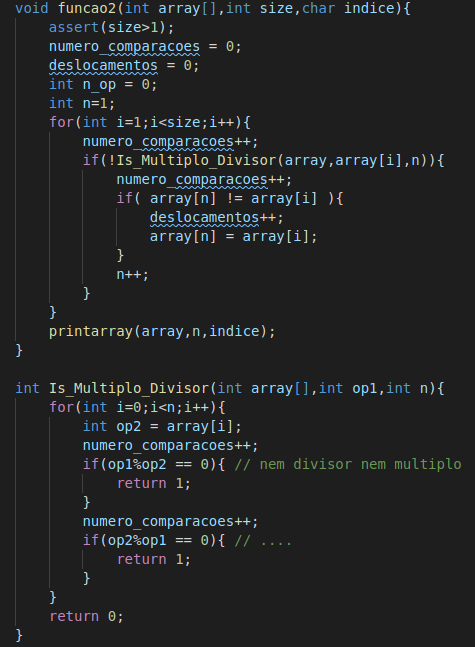 void funcao2(int array[],int size,char indice){
    assert(size>1);
    numero_comparacoes = 0;
    deslocamentos = 0;
    int n_op = 0;
    int n=1;
    for(int i=1;i<size;i++){
        numero_comparacoes++;
        if(!Is_Multiplo_Divisor(array,array[i],n)){
            numero_comparacoes++;
            if( array[n] != array[i] ){
                deslocamentos++;
                array[n] = array[i];
            }
            n++;
        }
    }
    printarray(array,n,indice);
}

int Is_Multiplo_Divisor(int array[],int op1,int n){
    for(int i=0;i<n;i++){
        int op2 = array[i];
        numero_comparacoes++;
        if(op1%op2 == 0){ // nem divisor nem multiplo
            return 1;
        }
        numero_comparacoes++;
        if(op2%op1 == 0){ // ....
            return 1;
        }
    }
    return 0;
}